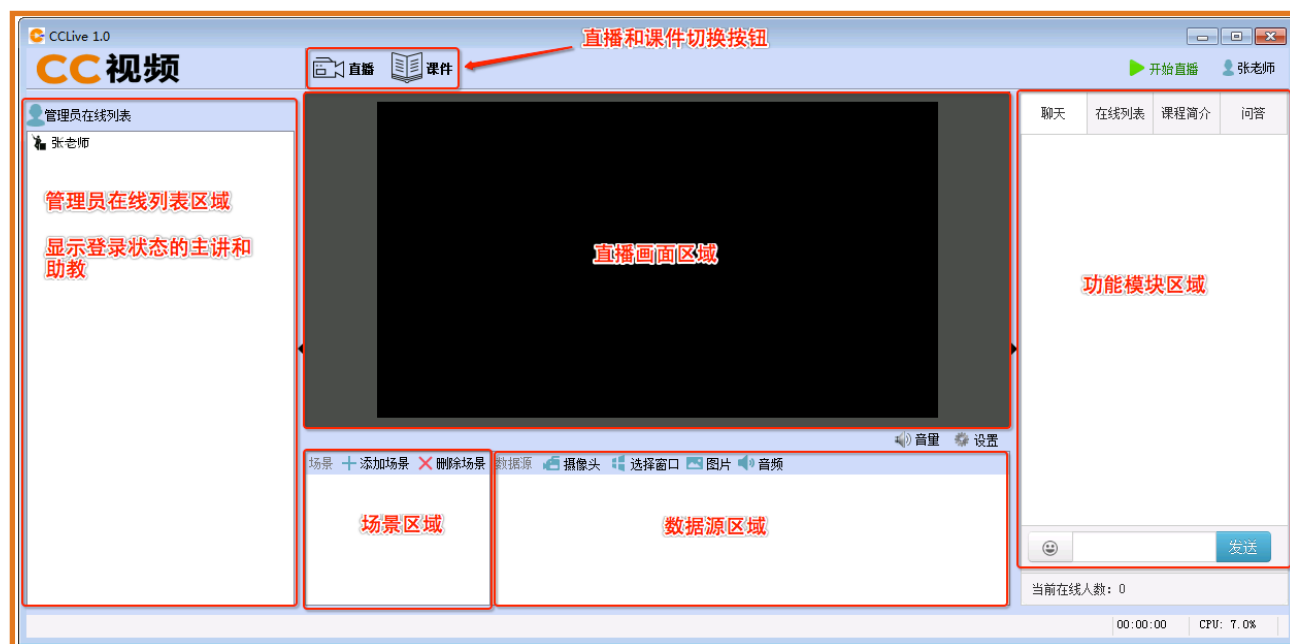 CCLive 1.0
CC视频
直播 课件
直播和课件切换按钮
开始直播 张老师
管理员在线列表
张老师
管理员在线列表区域
显示登录状态的主讲和
助教
直播画面区域
聊天 在线列表 课程简介 问答
功能模块区域
音量 设置
场景 添加场景 删除场景 数据源 摄像头 选择窗口 图片 音频
场景区域
数据源区域
发送
当前在线人数: 0
00:00:00 CPU: 7.0%